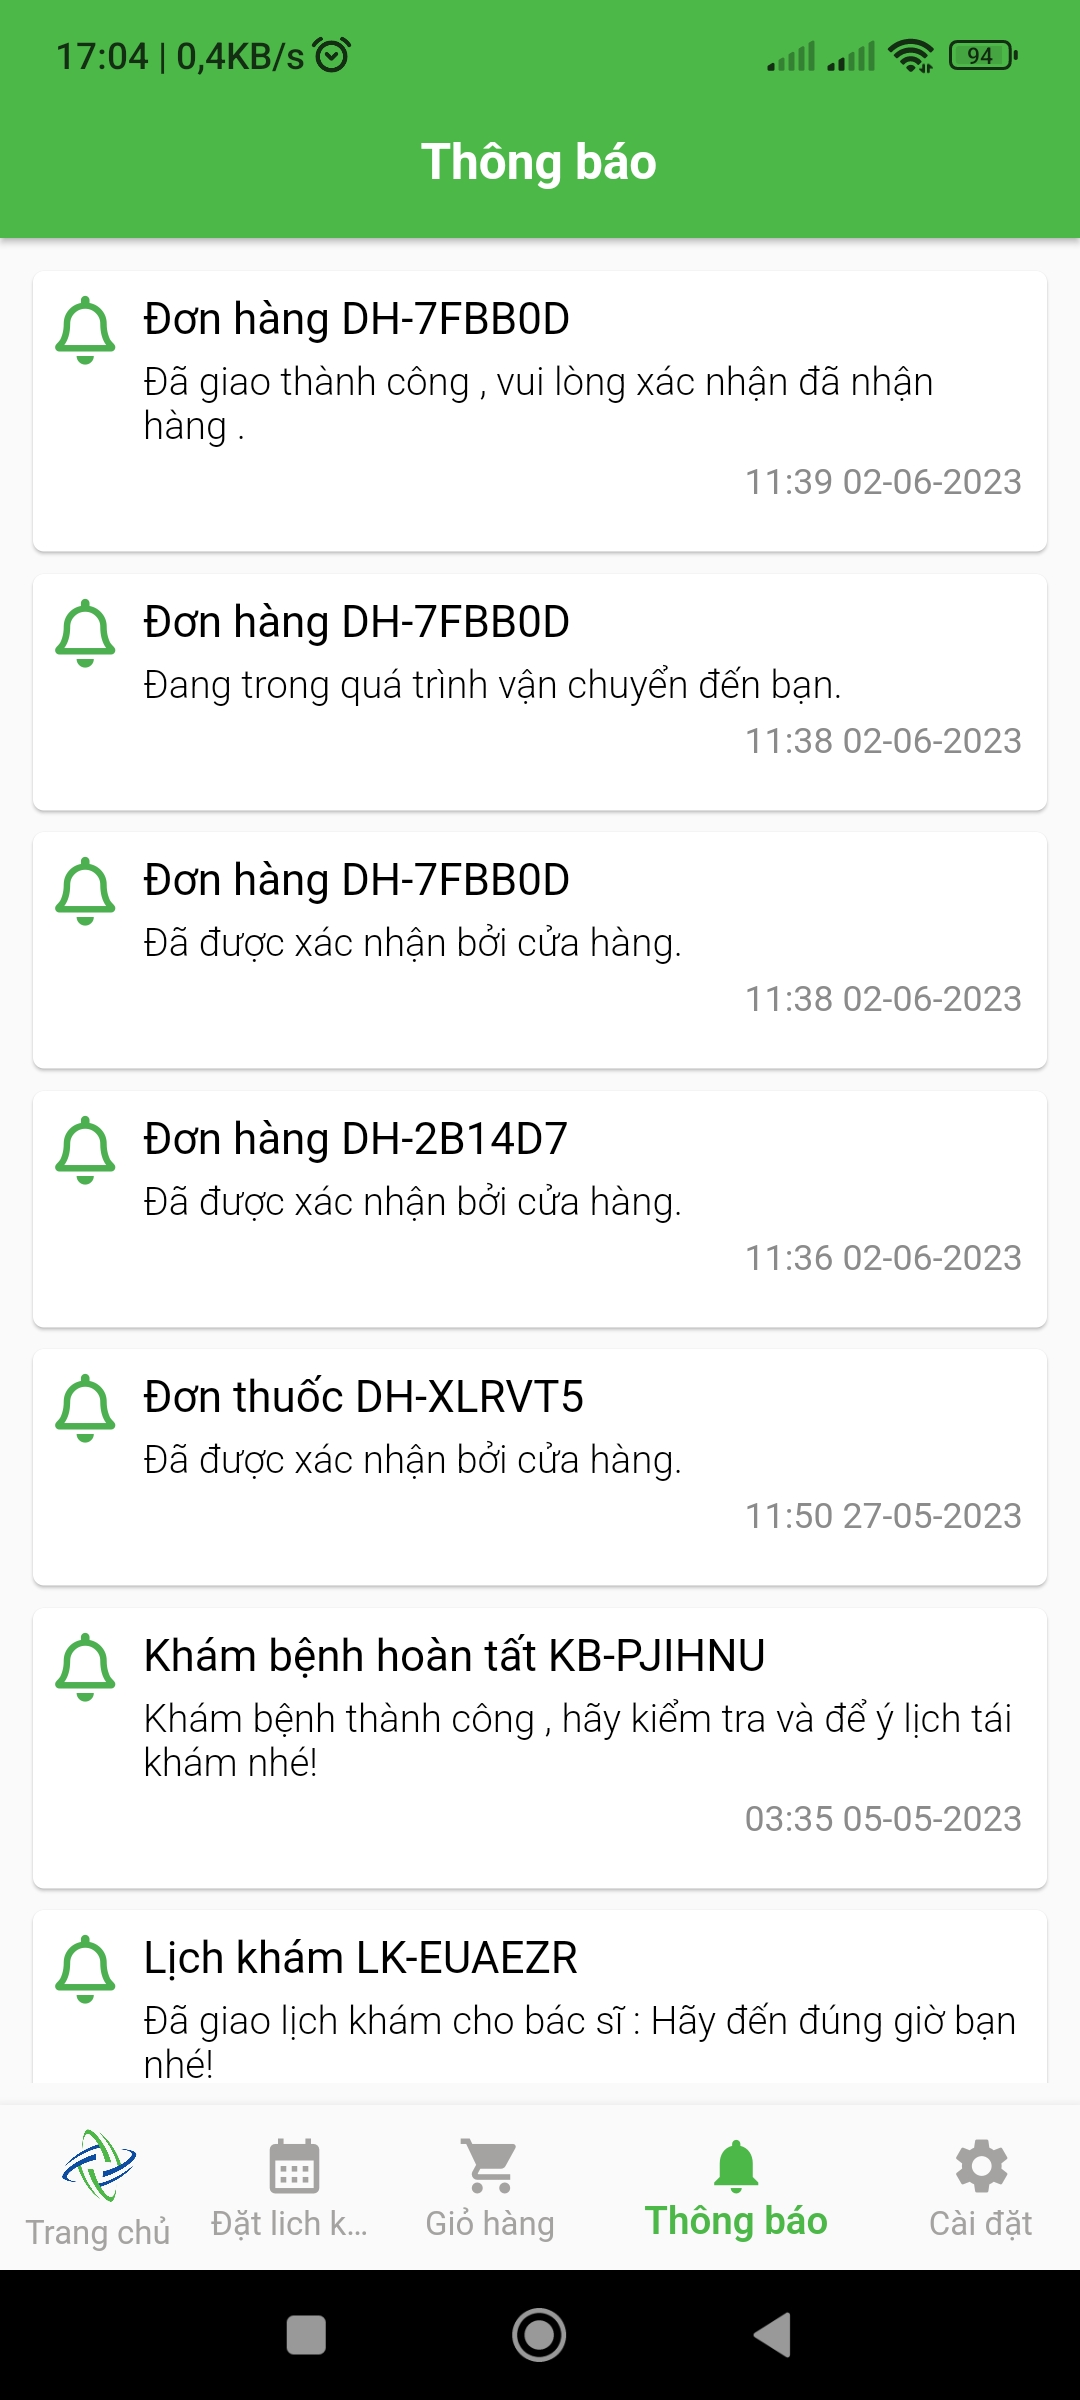 17:04 | 0,4KB/s
94
Thông báo
Đơn hàng DH-7FBB0D
Đã giao thành công , vui lòng xác nhận đã nhận
hàng .
11:39 02-06-2023
Đơn hàng DH-7FBB0D
Đang trong quá trình vận chuyển đến bạn.
11:38 02-06-2023
Đơn hàng DH-7FBB0D
Đã được xác nhận bởi cửa hàng.
11:38 02-06-2023
Đơn hàng DH-2B14D7
Đã được xác nhận bởi cửa hàng.
11:36 02-06-2023
Đơn thuốc DH-XLRVT5
Đã được xác nhận bởi cửa hàng.
11:50 27-05-2023
Khám bệnh hoàn tất KB-PJIHNU
Khám bệnh thành công , hãy kiểm tra và để ý lịch tái
khám nhé!
03:35 05-05-2023
Lịch khám LK-EUAEZR
Đã giao lịch khám cho bác sĩ : Hãy đến đúng giờ bạn
nhé!
Trang chủ
Đặt lich k...
Giỏ hàng
Thông báo
Cài đặt